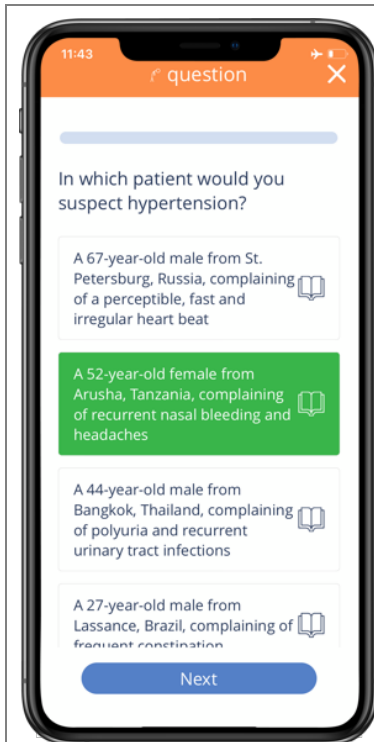 11:43
question
In which patient would you
suspect hypertension?
A 67-year-old male from St.
Petersburg, Russia, complaining
of a perceptible, fast and
irregular heart beat
A 52-year-old female from
Arusha, Tanzania, complaining
of recurrent nasal bleeding and
headaches
A 44-year-old male from
Bangkok, Thailand, complaining
of polyuria and recurrent
urinary tract infections
A 27-year-old male from
Lassance, Brazil, complaining of
frequent constipation
Next